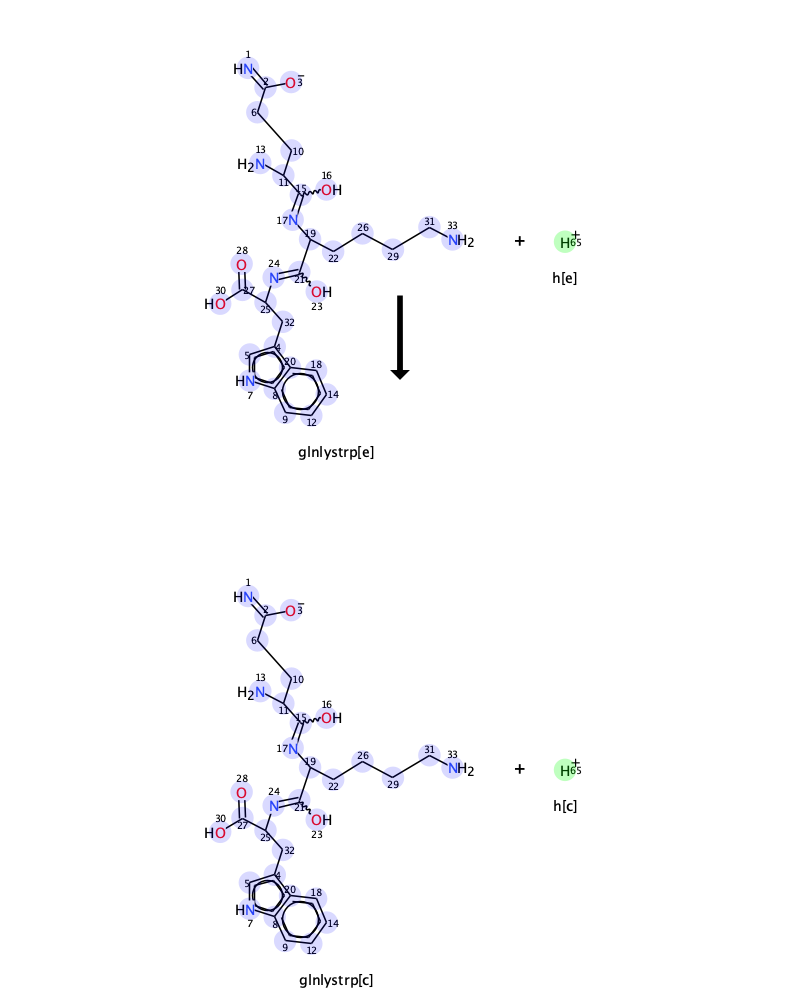 1
HN 2 O 3 −
6
10
13
H2N 11 15 16 OH
17 N
19 22 26 29 31 33 NH2
+ H + 65
h[e]
28 O
24 N 21
30 HO 27 25 OH 23
32
4
5 20 18
HN 7 8 14
9 12
glnlystrp[e]
1
HN 2 O 3 −
6
10
13
H2N 11 15 16 OH
17 N
19 22 26 29 31 33 NH2
+ H + 65
h[c]
28 O
24 N 21
30 HO 27 25 OH 23
32
4
5 20 18
HN 7 8 14
9 12
glnlystrp[c]